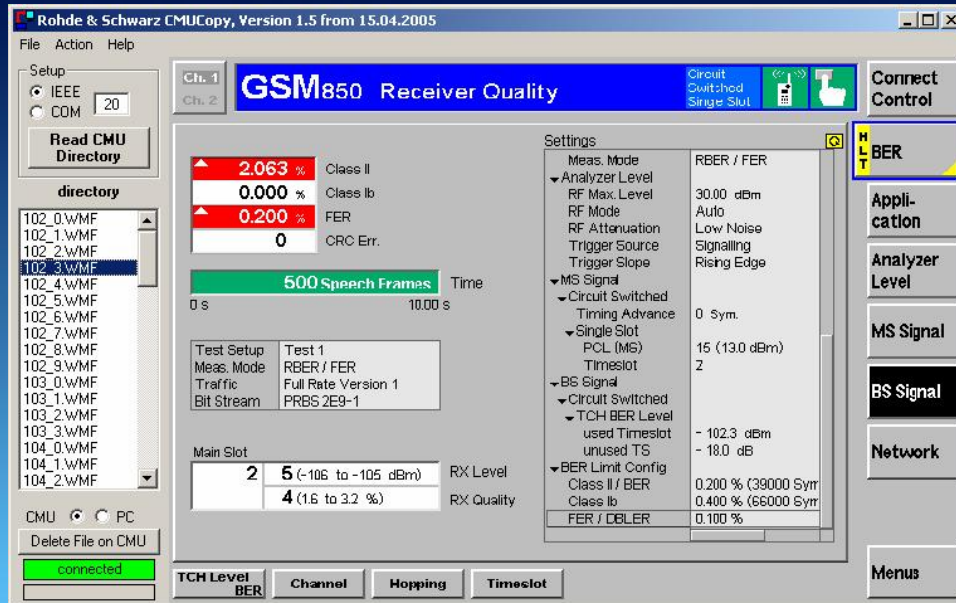 Rohde & Schwarz CMUCopy, Version 1.5 from 15.04.2005
File Action Help
Setup
IEEE
COM 20
Read CMU
Directory
directory
102_0.WMF
102_1.WMF
102_2.WMF
102_3.WMF
102_4.WMF
102_5.WMF
102_6.WMF
102_7.WMF
102_8.WMF
102_9.WMF
103_0.WMF
103_1.WMF
103_2.WMF
103_3.WMF
104_0.WMF
104_1.WMF
104_2.WMF
CMU PC
Delete File on CMU
connected
Ch. 1
Ch. 2
GSM850 Receiver Quality
Circuit
Switched
Singe Slot
2.063 % Class II
0.000 % Class Ib
0.200 % FER
0 CRC Err.
500 Speech Frames Time
0 s 10.00 s
Test Setup Test 1
Meas. Mode RBER / FER
Traffic Full Rate Version 1
Bit Stream PRBS 2E9-1
Main Slot
2 5 (-106 to -105 dBm) RX Level
4 (1.6 to 3.2 %) RX Quality
Settings
Meas. Mode RBER / FER
Analyzer Level
RF Max. Level 30.00 dBm
RF Mode Auto
RF Attenuation Low Noise
Trigger Source Signalling
Trigger Slope Rising Edge
MS Signal
Circuit Switched
Timing Advance 0 Sym.
Single Slot
PCL (MS) 15 (13.0 dBm)
Timeslot 2
BS Signal
Circuit Switched
TCH BER Level
used Timeslot - 102.3 dBm
unused TS - 18.0 dB
BER Limit Config
Class II / BER 0.200 % (39000 Sym
Class Ib 0.400 % (66000 Sym
FER / DBLER 0.100 %
TCH Level
BER
Channel
Hopping
Timeslot
Connect
Control
HLT
BER
Appli-
cation
Analyzer
Level
MS Signal
BS Signal
Network
Menus